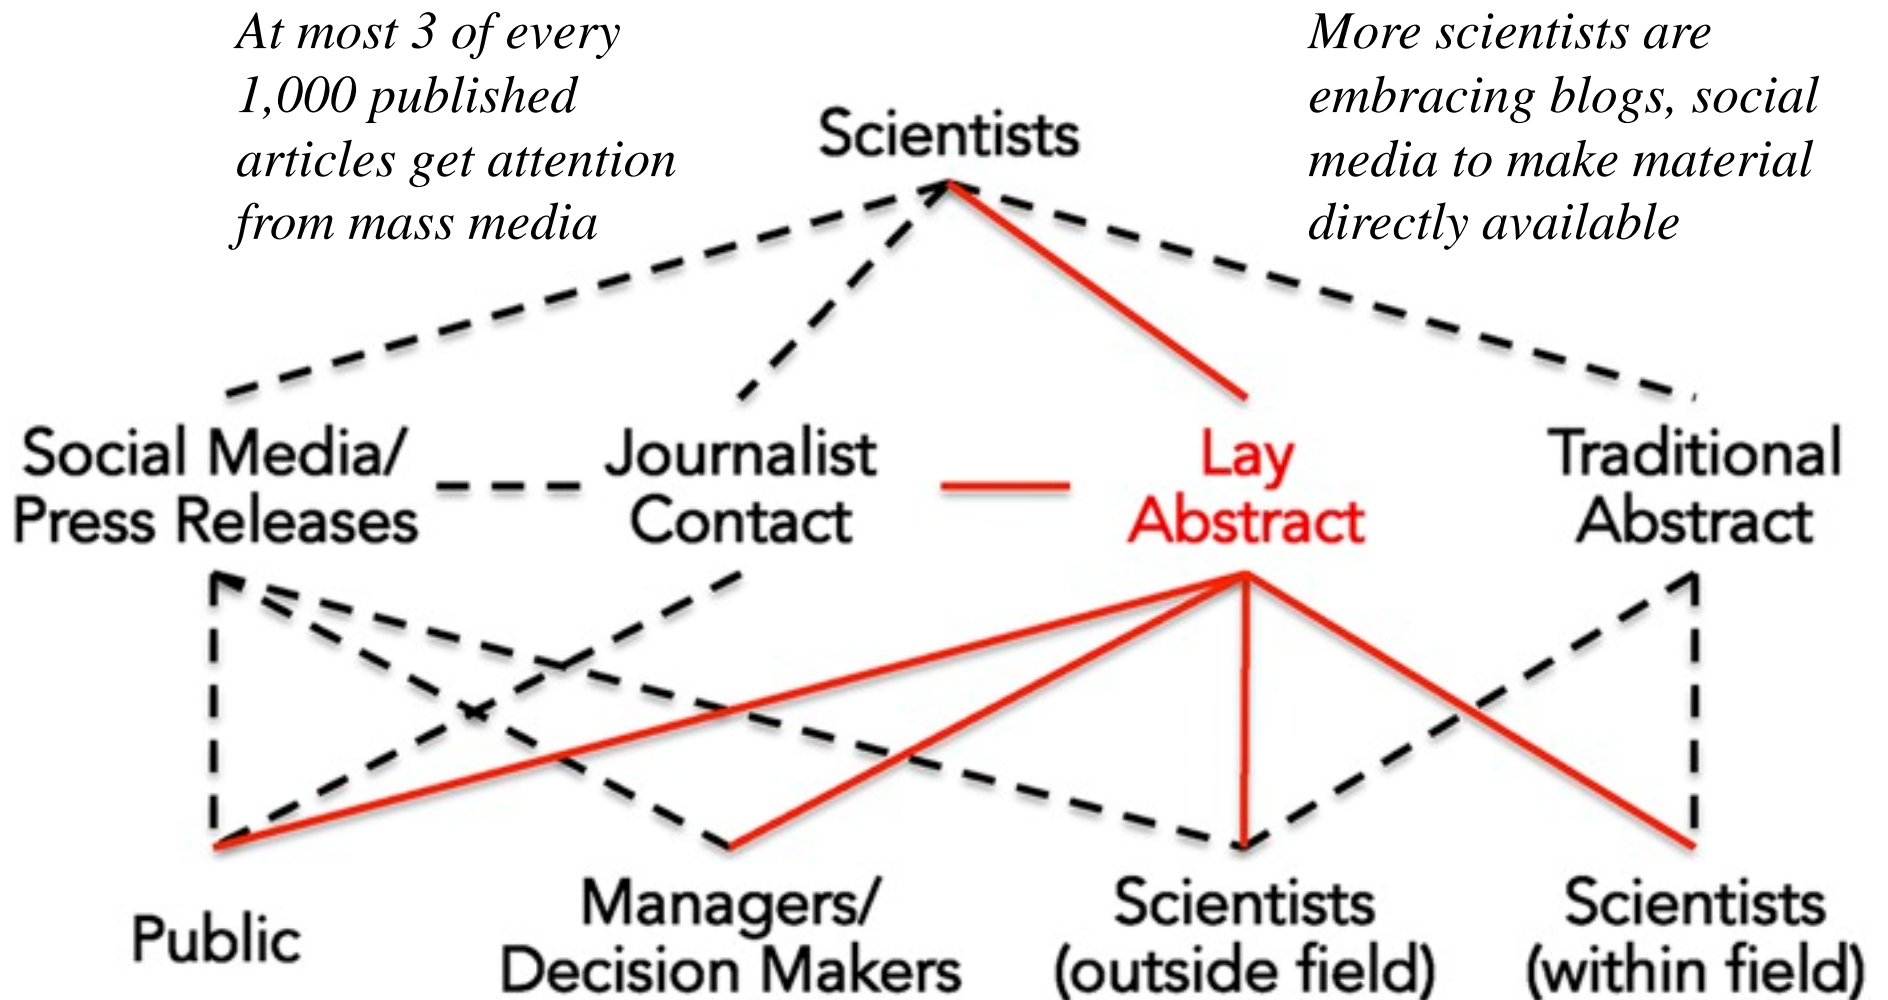 At most 3 of every
1,000 published
articles get attention
from mass media
More scientists are
embracing blogs, social
media to make material
directly available
Scientists
Social Media/
Press Releases
Journalist
Contact
Lay
Abstract
Traditional
Abstract
Public
Managers/
Decision Makers
Scientists
(outside field)
Scientists
(within field)